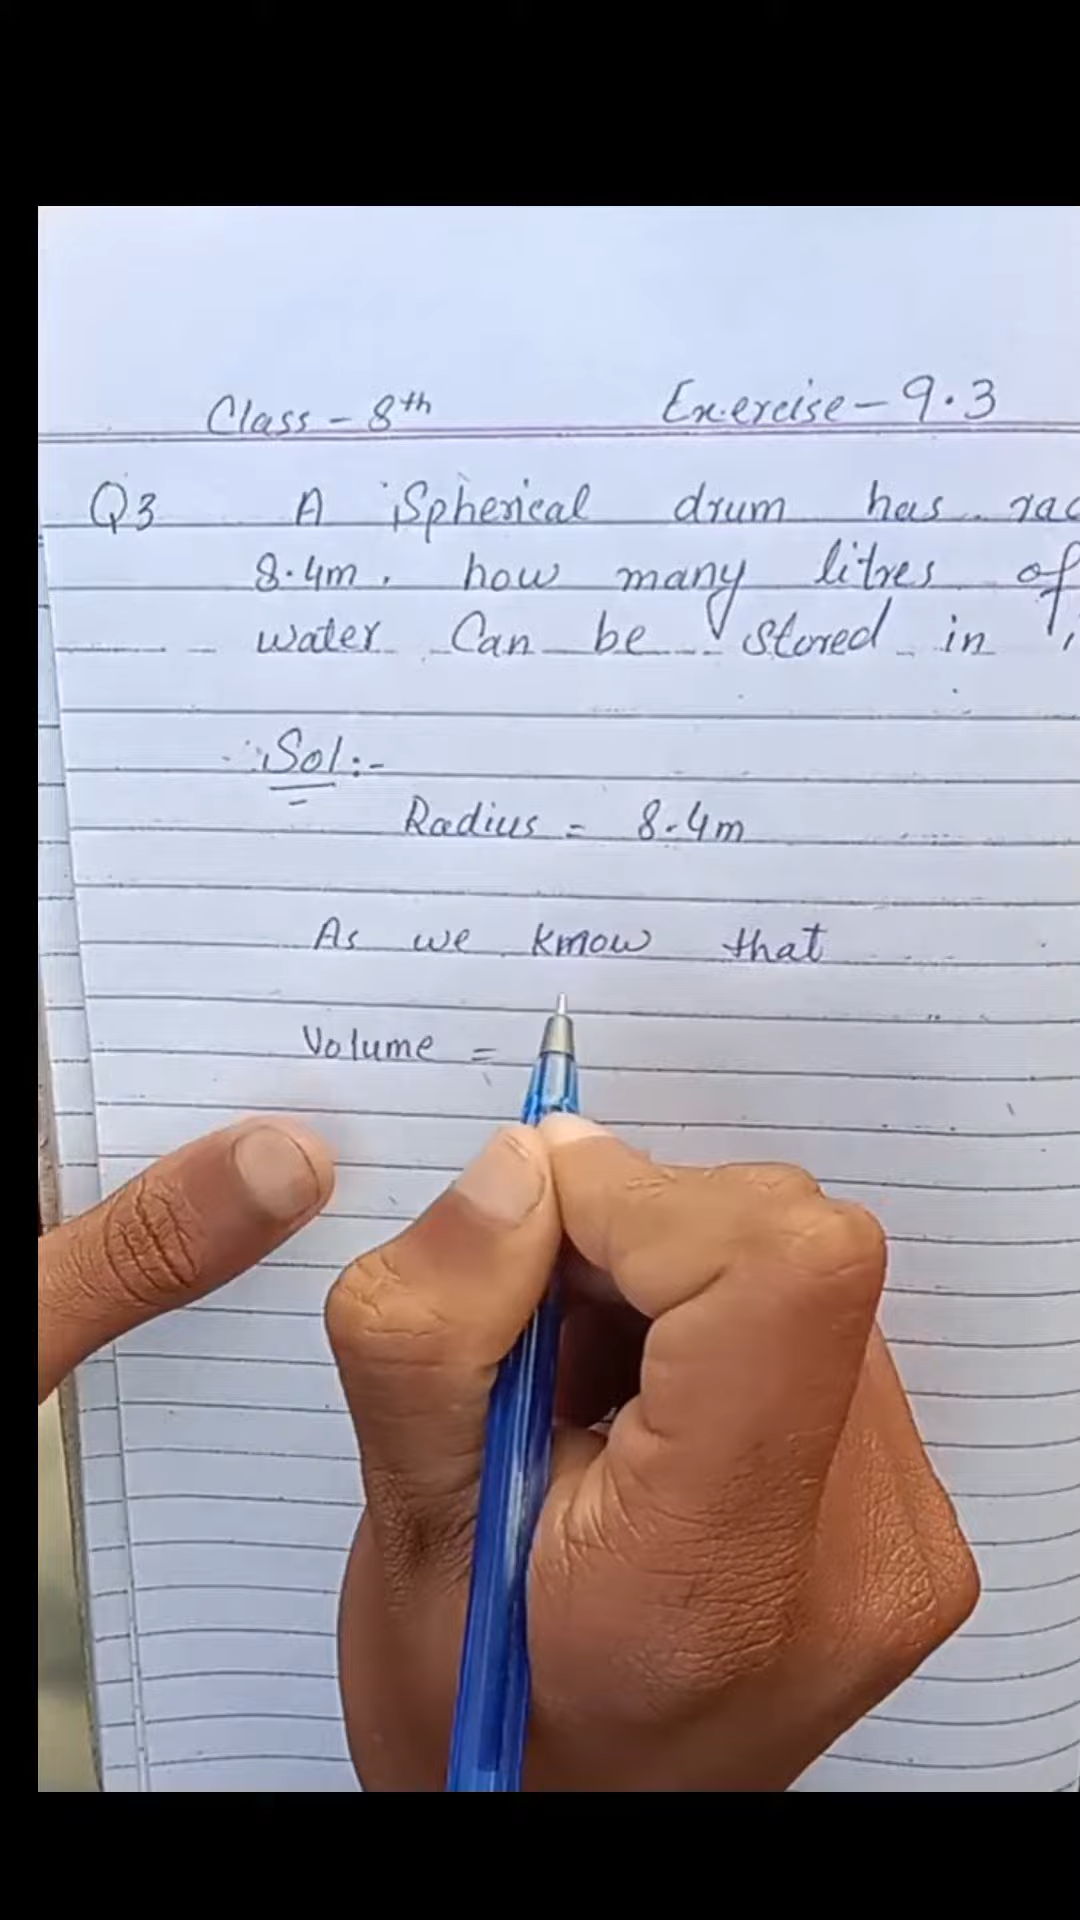 Class - 8th Exercise - 9.3
Q3 A Spherical drum has
8.4m. how many litres of
water Can be stored in
Sol:-
Radius = 8.4m
As we know that
Volume =